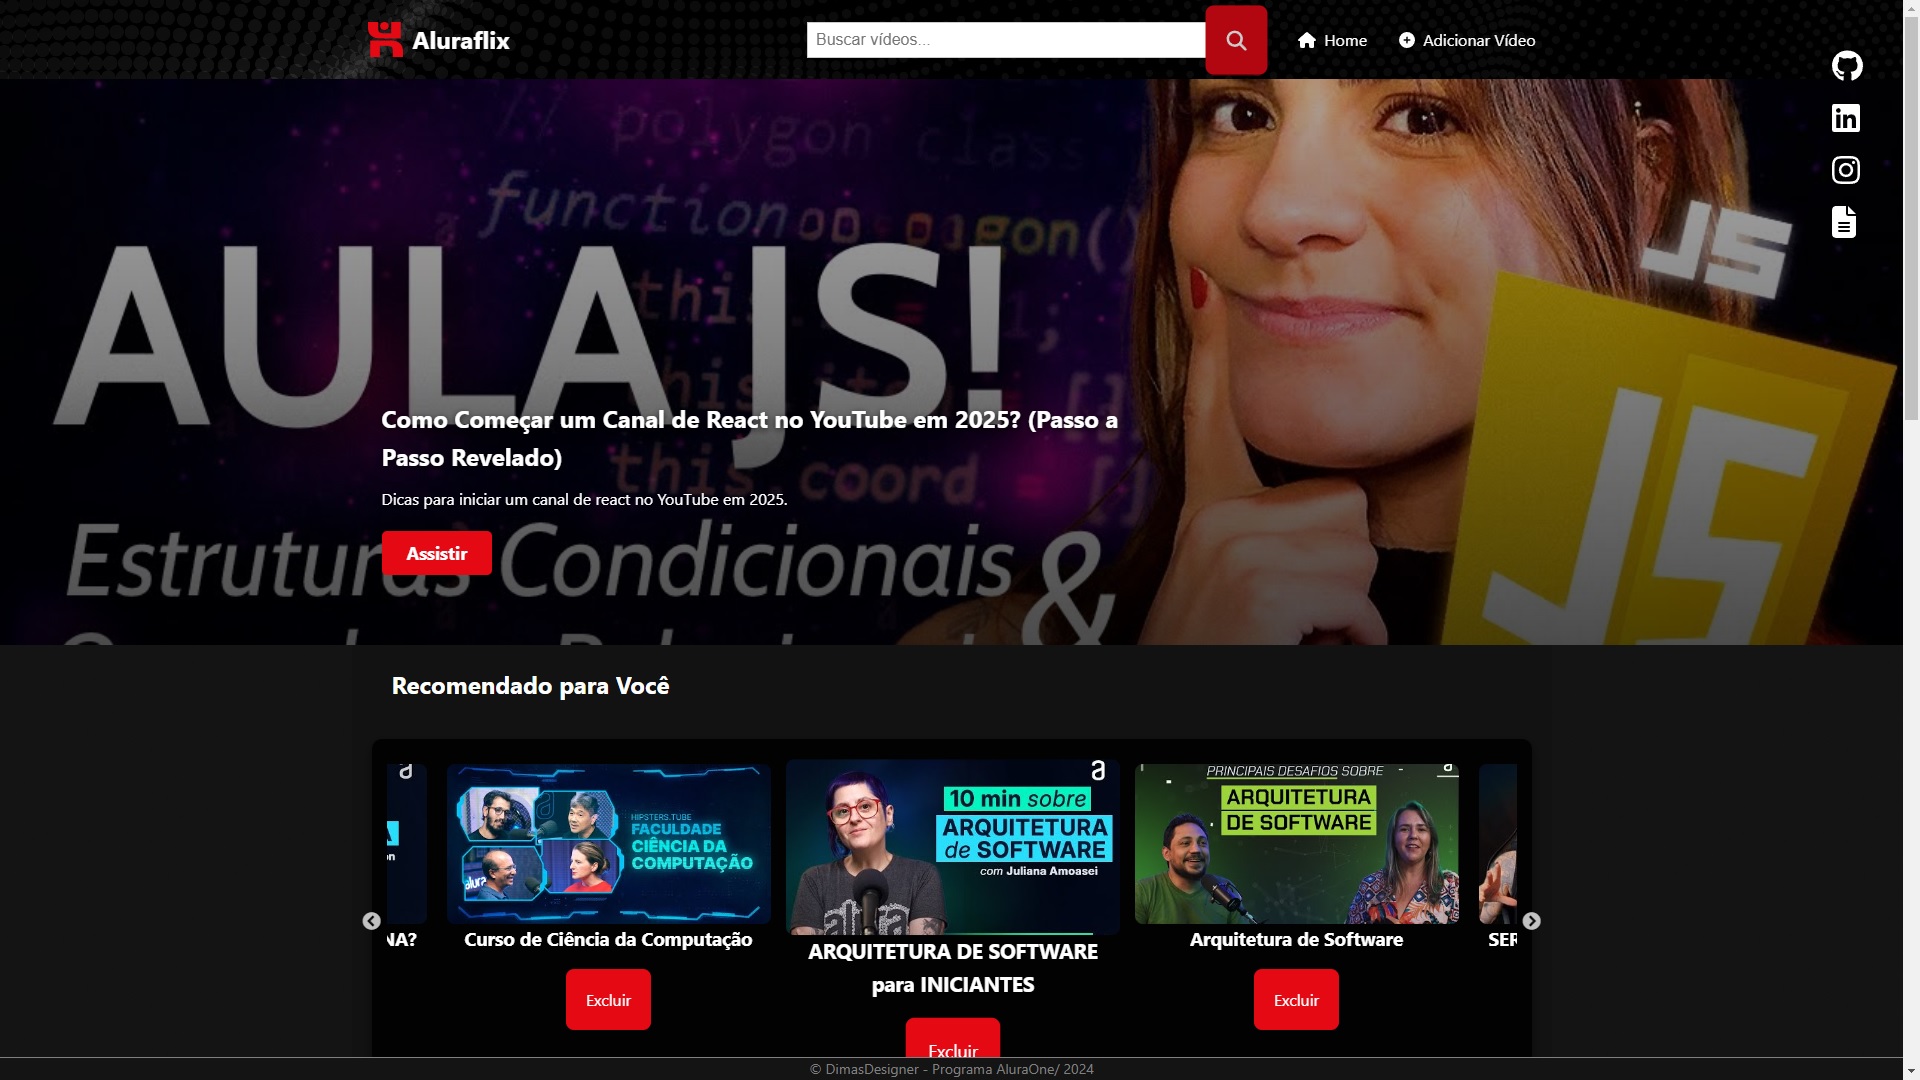 Aluraflix
Buscar vídeos...
Home
Adicionar Vídeo
// polygon class
this.coord = []
AULA JS!
Como Começar um Canal de React no YouTube em 2025? (Passo a
Passo Revelado)
Dicas para iniciar um canal de react no YouTube em 2025.
Assistir
Estruturas Condicionais &
JS
JS
Recomendado para Você
NA?
HIPSTERS.TUBE
FACULDADE
CIÊNCIA DA
COMPUTAÇÃO
alura
Curso de Ciência da Computação
Excluir
10 min sobre
ARQUITETURA
de SOFTWARE
com Juliana Amoasei
alura
ARQUITETURA DE SOFTWARE
para INICIANTES
Excluir
PRINCIPAIS DESAFIOS SOBRE
ARQUITETURA
DE SOFTWARE
Arquitetura de Software
Excluir
SER
© DimasDesigner - Programa AluraOne/ 2024